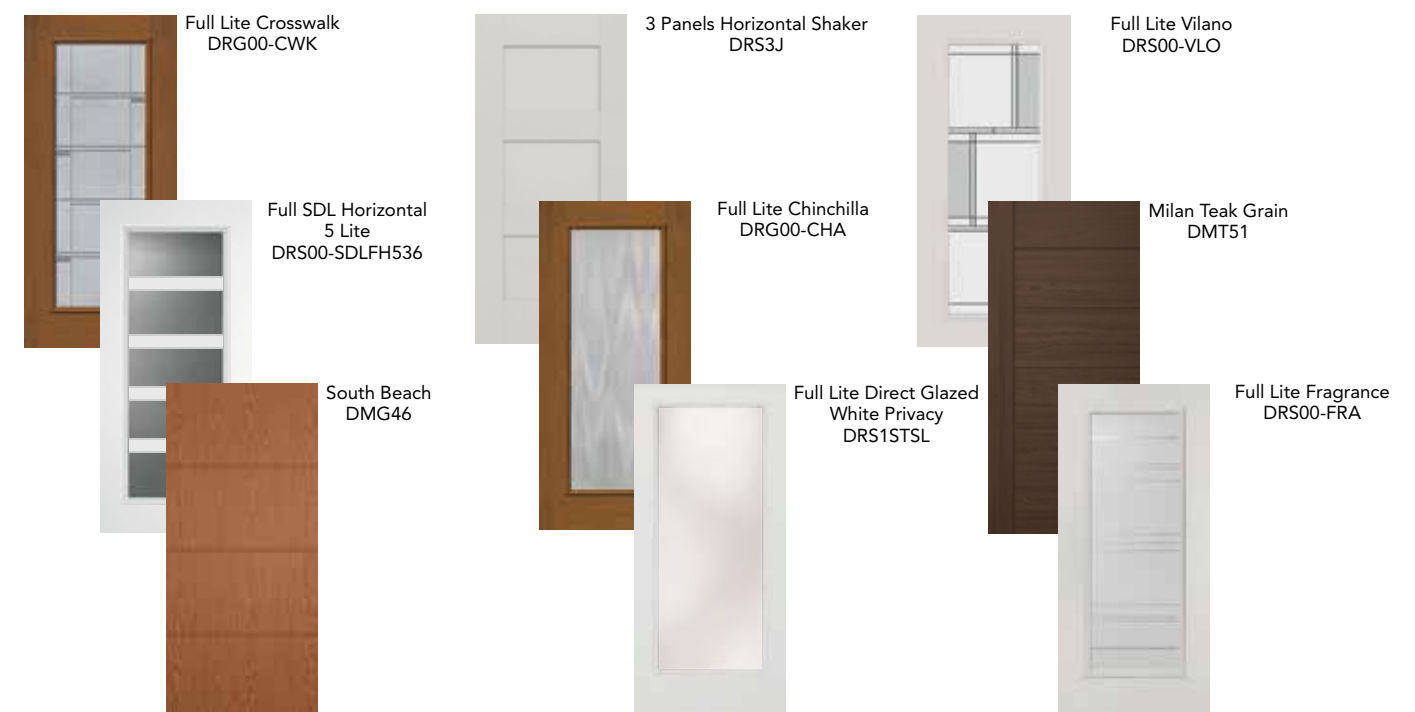 Full Lite Crosswalk
DRG00-CWK
3 Panels Horizontal Shaker
DRS3J
Full Lite Vilano
DRS00-VLO
Full SDL Horizontal
5 Lite
DRS00-SDLFH536
Full Lite Chinchilla
DRG00-CHA
Milan Teak Grain
DMT51
South Beach
DMG46
Full Lite Direct Glazed
White Privacy
DRS1STSL
Full Lite Fragrance
DRS00-FRA